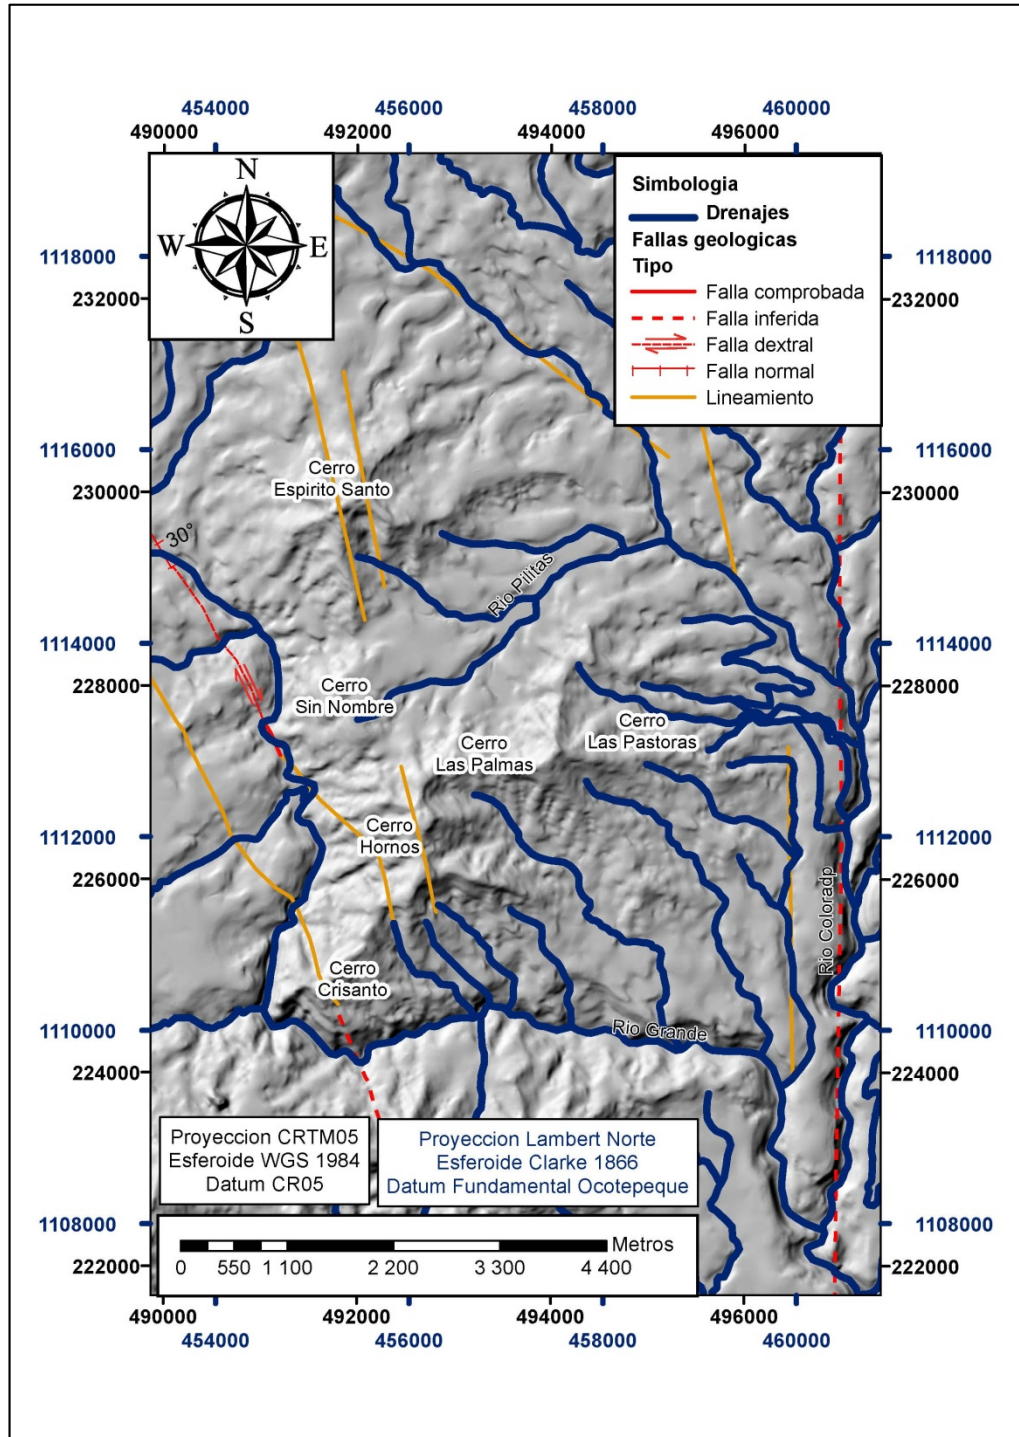 454000 456000 458000 460000
490000 492000 494000 496000
N
W E
S
Simbologia
Drenajes
Fallas geologicas
Tipo
Falla comprobada
Falla inferida
Falla dextral
Falla normal
Lineamiento
1118000 1118000
232000 232000
1116000 1116000
230000 230000
Cerro
Espirito Santo
30°
Rio Pilitas
1114000 1114000
228000 228000
Cerro
Sin Nombre
Cerro
Las Pastoras
Cerro
Las Palmas
1112000 1112000
Cerro
Hornos
226000 226000
Rio Coloradp
Cerro
Crisanto
1110000 1110000
Rio Grande
224000 224000
Proyeccion CRTM05
Esferoide WGS 1984
Datum CR05
Proyeccion Lambert Norte
Esferoide Clarke 1866
Datum Fundamental Ocotepeque
1108000 1108000
Metros
0 550 1 100 2 200 3 300 4 400
222000 222000
490000 492000 494000 496000
454000 456000 458000 460000